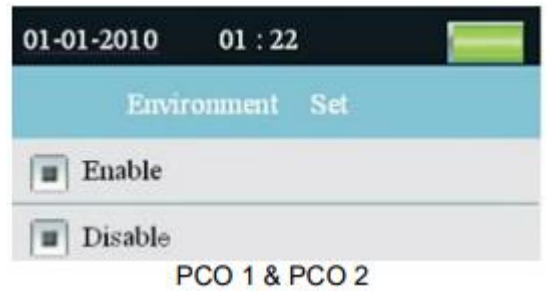 01-01-2010 01 : 22
Environment Set
Enable
Disable
PCO 1 & PCO 2